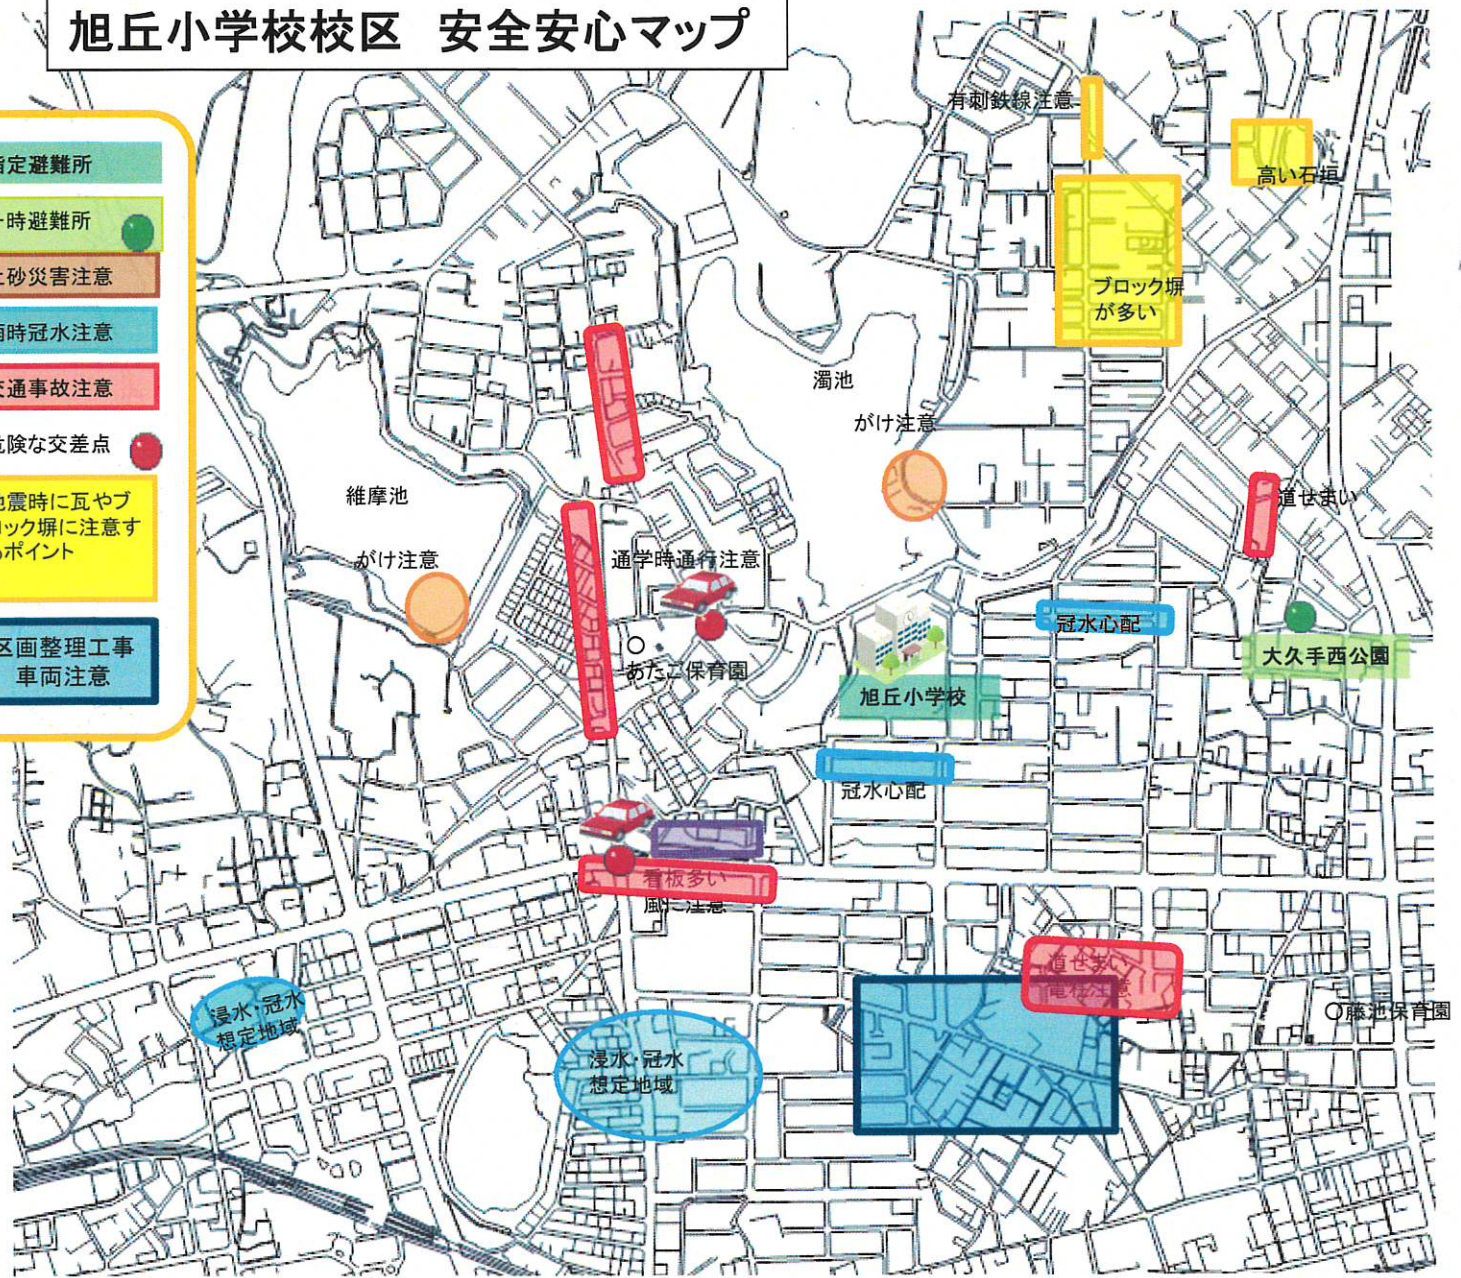 旭丘小学校校区　安全安心マップ
指定避難所
一時避難所
土砂災害注意
雨時冠水注意
交通事故注意
危険な交差点
地震時に瓦やブ
ロック塀に注意す
るポイント
区画整理工事
車両注意
有刺鉄線注意
高い石垣
ブロック塀
が多い
濁池
がけ注意
維摩池
がけ注意
道せまい
通学時通行注意
あたご保育園
冠水心配
大久手西公園
旭丘小学校
冠水心配
看板多い
風に注意
道せまい
電柱注意
浸水・冠水
想定地域
浸水・冠水
想定地域
藤池保育園